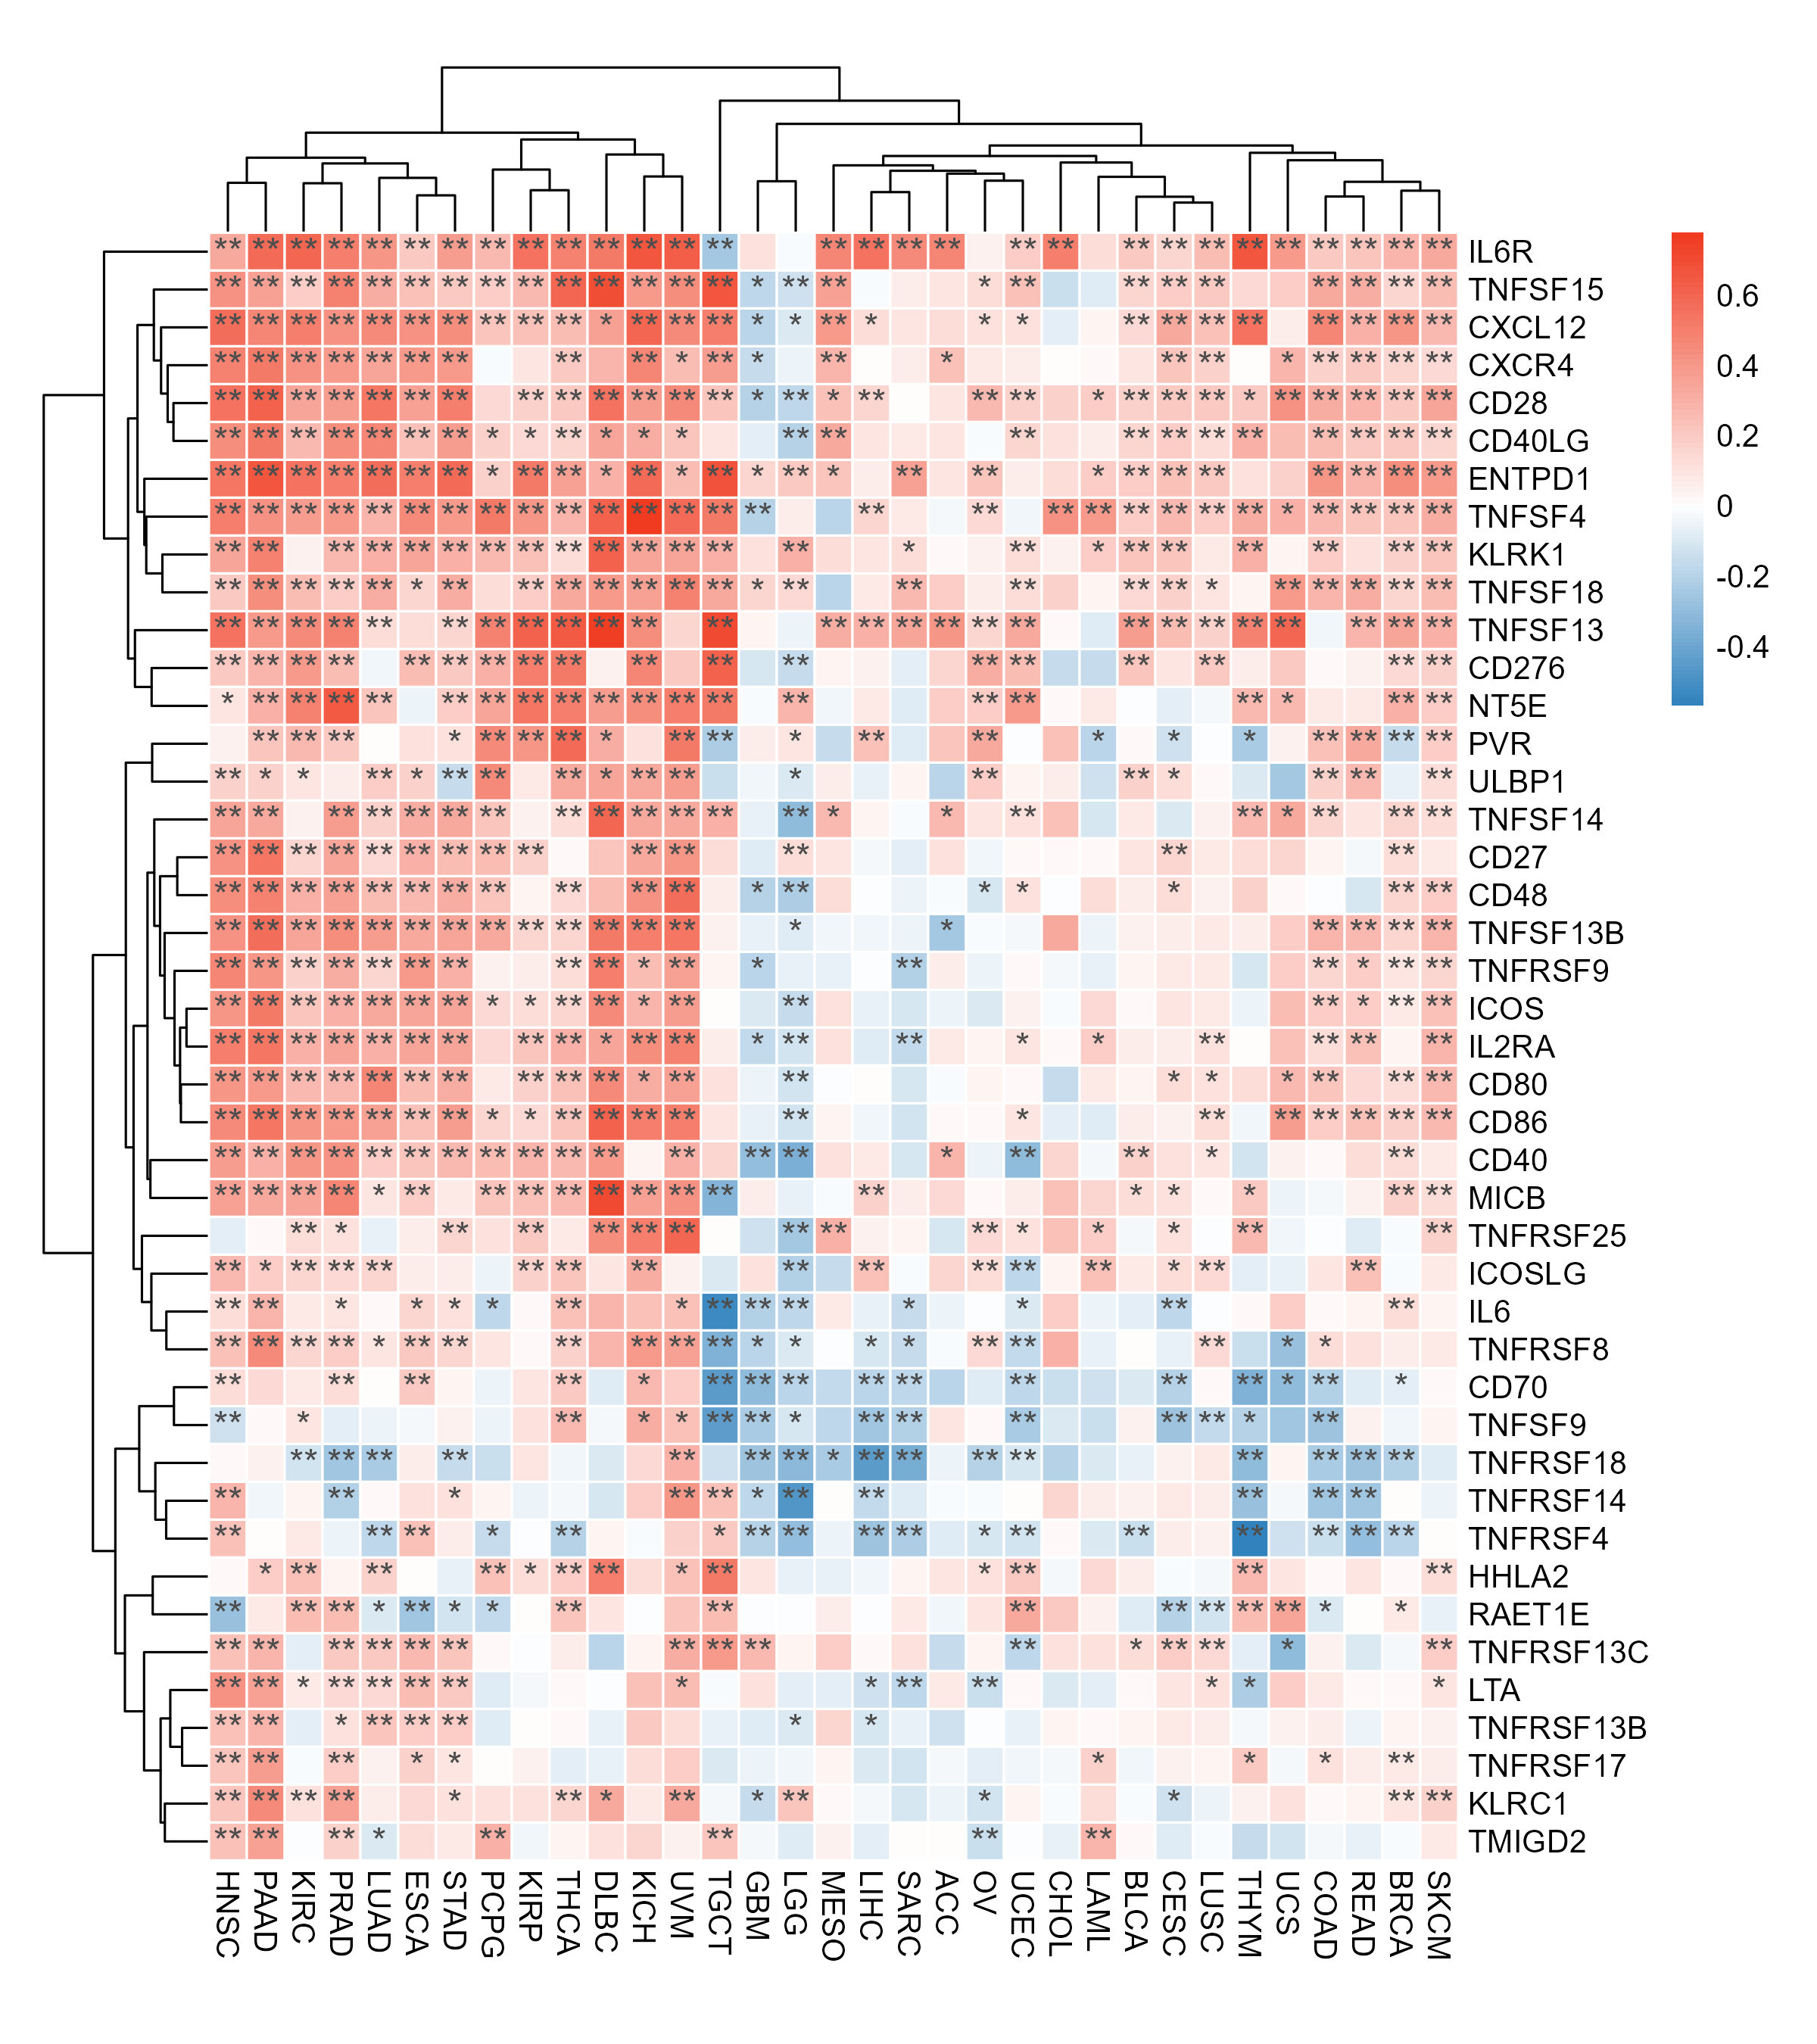 IL6R
TNFSF15
CXCL12
CXCR4
CD28
CD40LG
ENTPD1
TNFSF4
KLRK1
TNFSF18
TNFSF13
CD276
NT5E
PVR
ULBP1
TNFSF14
CD27
CD48
TNFSF13B
TNFRSF9
ICOS
IL2RA
CD80
CD86
CD40
MICB
TNFRSF25
ICOSLG
IL6
TNFRSF8
CD70
TNFSF9
TNFRSF18
TNFRSF14
TNFRSF4
HHLA2
RAET1E
TNFRSF13C
LTA
TNFRSF13B
TNFRSF17
KLRC1
TMIGD2
0.6
0.4
0.2
0
-0.2
-0.4
HNSC
PAAD
KIRC
PRAD
LUAD
ESCA
STAD
PCPG
KIRP
THCA
DLBC
KICH
UVM
TGCT
GBM
LGG
MESO
LIHC
SARC
ACC
OV
UCEC
CHOL
LAML
BLCA
CESC
LUSC
THYM
UCS
COAD
READ
BRCA
SKCM